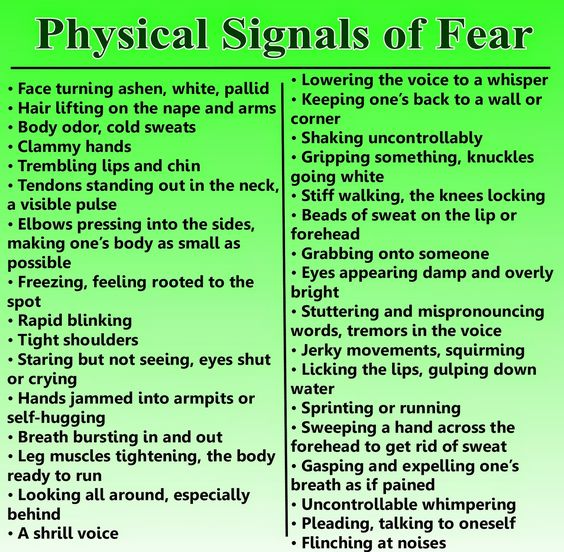 Physical Signals of Fear
• Face turning ashen, white, pallid
• Hair lifting on the nape and arms
• Body odor, cold sweats
• Clammy hands
• Trembling lips and chin
• Tendons standing out in the neck,
a visible pulse
• Elbows pressing into the sides,
making one's body as small as
possible
• Freezing, feeling rooted to the
spot
• Rapid blinking
• Tight shoulders
• Staring but not seeing, eyes shut
or crying
• Hands jammed into armpits or
self-hugging
• Breath bursting in and out
• Leg muscles tightening, the body
ready to run
• Looking all around, especially
behind
• A shrill voice
• Lowering the voice to a whisper
• Keeping one's back to a wall or
corner
• Shaking uncontrollably
• Gripping something, knuckles
going white
• Stiff walking, the knees locking
• Beads of sweat on the lip or
forehead
• Grabbing onto someone
• Eyes appearing damp and overly
bright
• Stuttering and mispronouncing
words, tremors in the voice
• Jerky movements, squirming
• Licking the lips, gulping down
water
• Sprinting or running
• Sweeping a hand across the
forehead to get rid of sweat
• Gasping and expelling one's
breath as if pained
• Uncontrollable whimpering
• Pleading, talking to oneself
• Flinching at noises